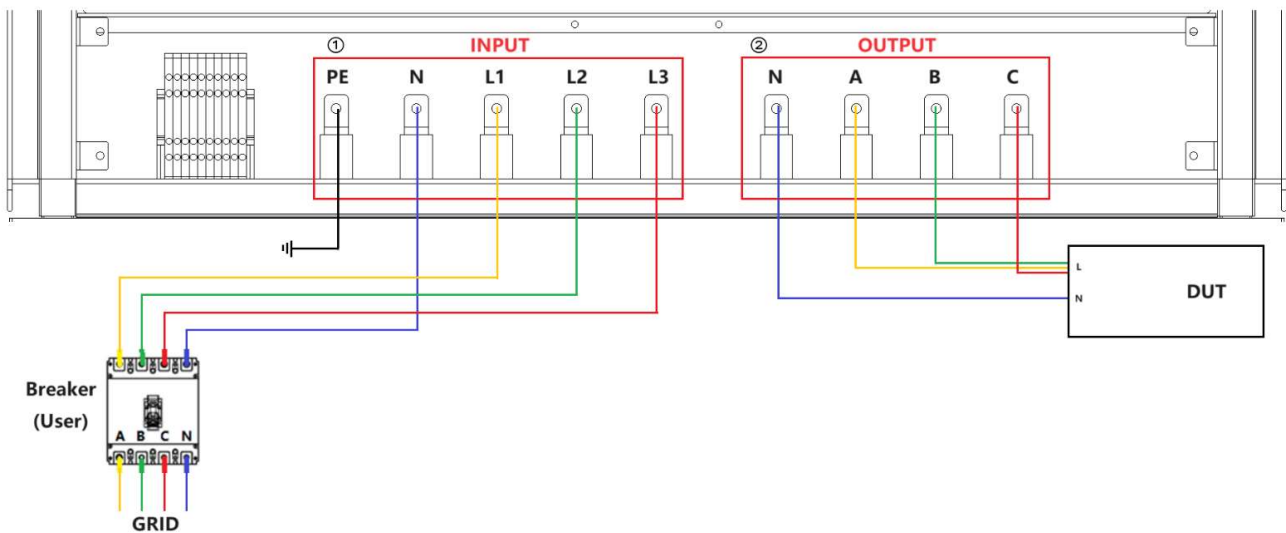 ① INPUT ② OUTPUT
PE N L1 L2 L3 N A B C
L
N
DUT
Breaker
(User)
A B C N
GRID